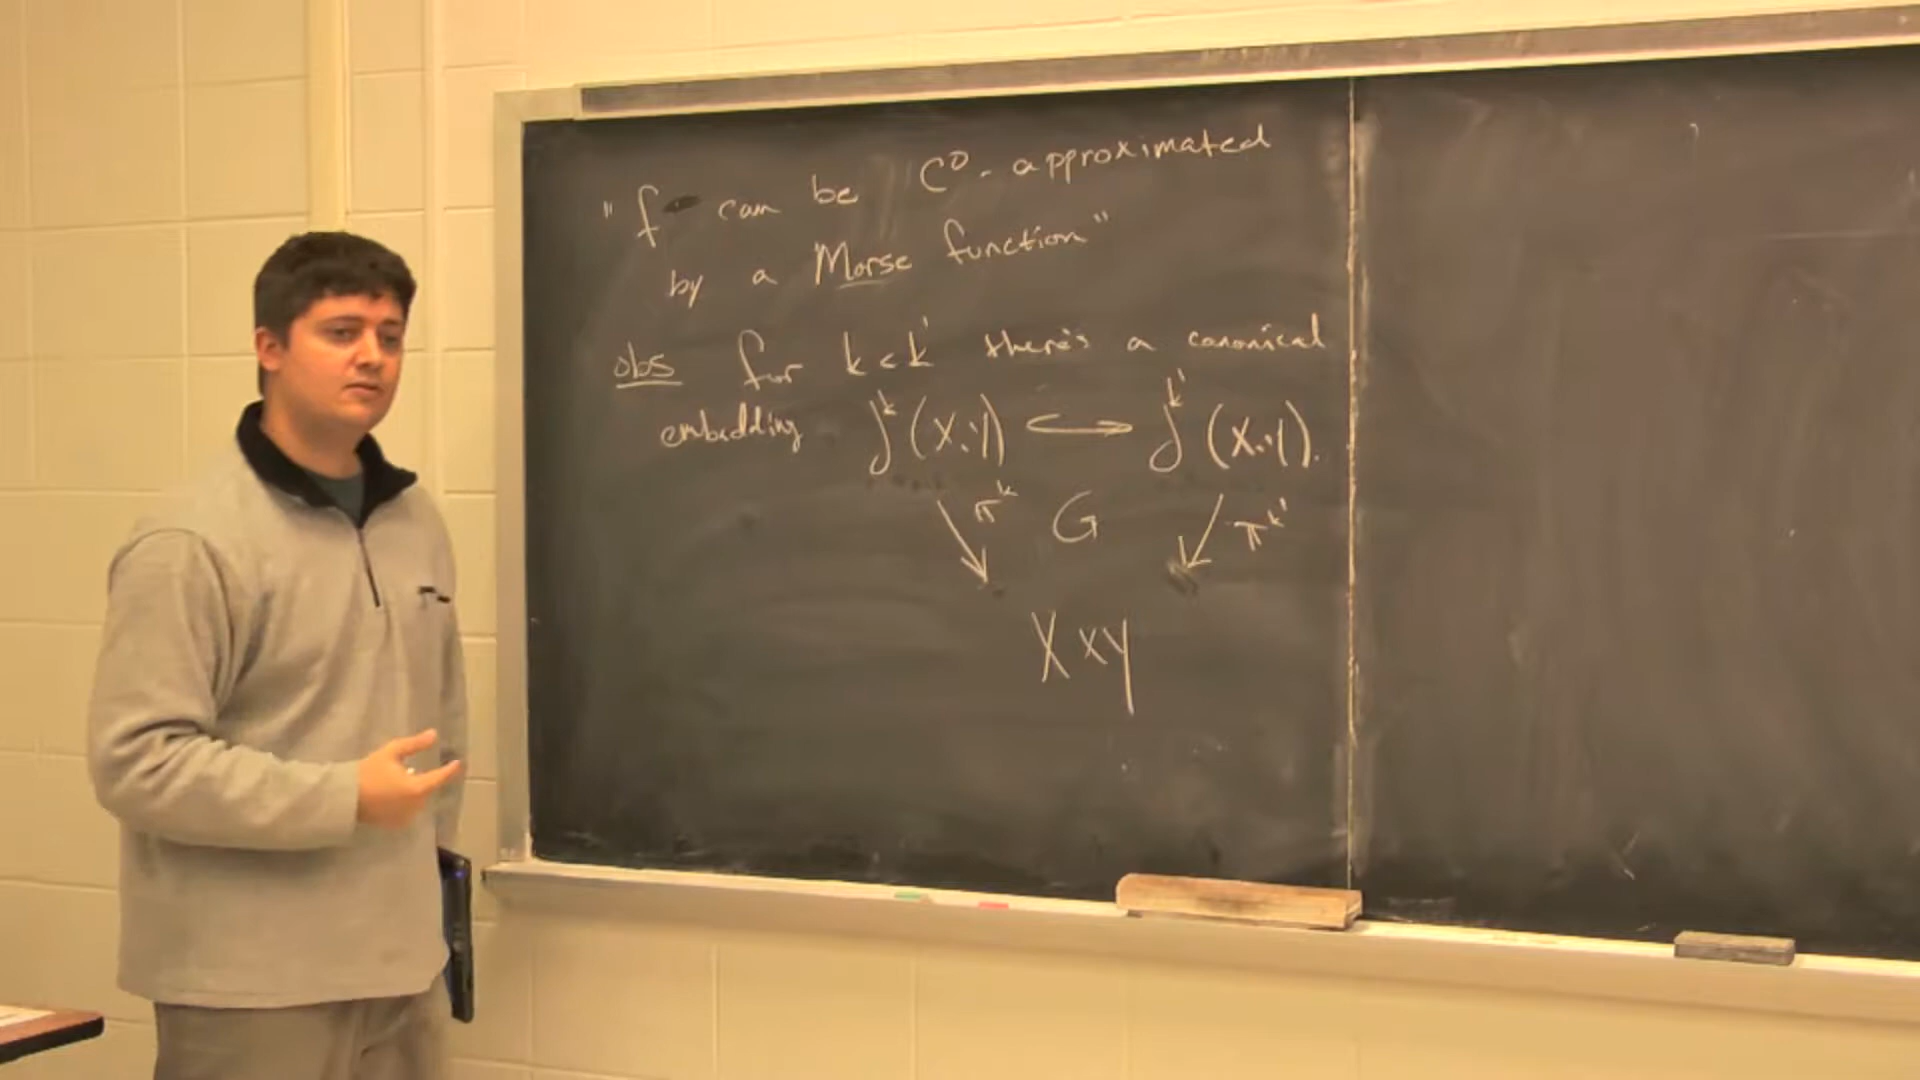 "f can be C⁰-approximated
by a Morse function"
obs for k < k' there's a canonical
embedding J^k (X,Y) ↪ J^k' (X,Y).
π^k G π^k'
X x Y